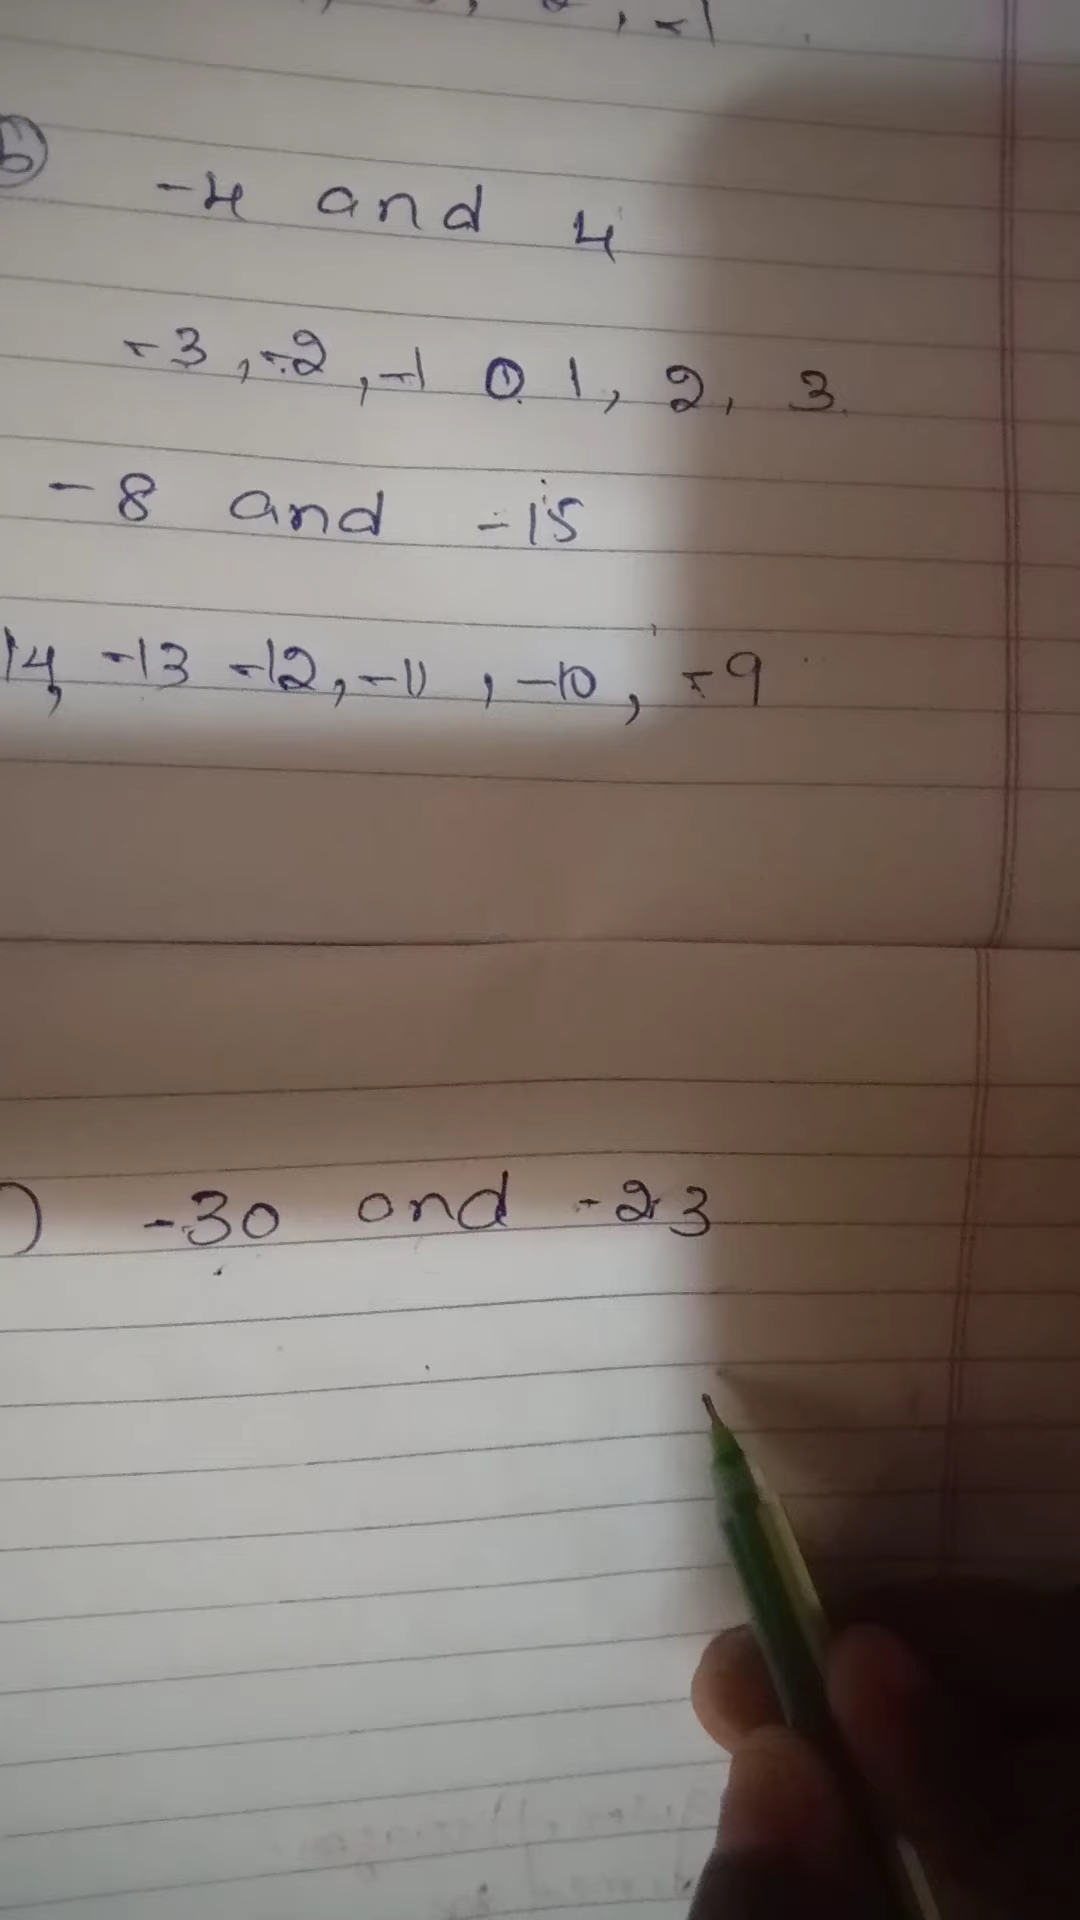 , -1
b
-4 and 4
-3, -2, -1 0 1, 2, 3.
-8 and -15
14, -13 -12, -11, -10, -9
) -30 and -23